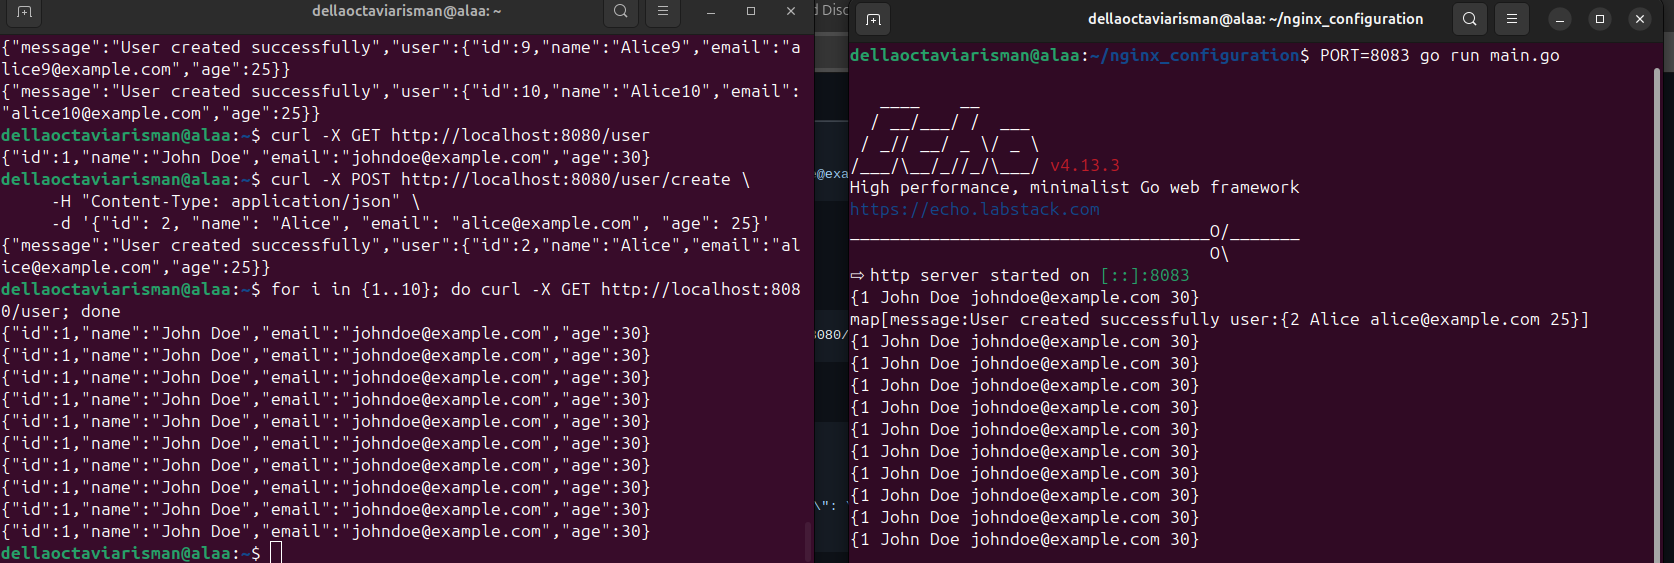 dellaoctaviarisman@alaa: ~
{"message":"User created successfully","user":{"id":9,"name":"Alice9","email":"a
lice9@example.com","age":25}}
{"message":"User created successfully","user":{"id":10,"name":"Alice10","email":
"alice10@example.com","age":25}}
dellaoctaviarisman@alaa:~$ curl -X GET http://localhost:8080/user
{"id":1,"name":"John Doe","email":"johndoe@example.com","age":30}
dellaoctaviarisman@alaa:~$ curl -X POST http://localhost:8080/user/create \
-H "Content-Type: application/json" \
-d '{"id": 2, "name": "Alice", "email": "alice@example.com", "age": 25}'
{"message":"User created successfully","user":{"id":2,"name":"Alice","email":"al
ice@example.com","age":25}}
dellaoctaviarisman@alaa:~$ for i in {1..10}; do curl -X GET http://localhost:808
0/user; done
{"id":1,"name":"John Doe","email":"johndoe@example.com","age":30}
{"id":1,"name":"John Doe","email":"johndoe@example.com","age":30}
{"id":1,"name":"John Doe","email":"johndoe@example.com","age":30}
{"id":1,"name":"John Doe","email":"johndoe@example.com","age":30}
{"id":1,"name":"John Doe","email":"johndoe@example.com","age":30}
{"id":1,"name":"John Doe","email":"johndoe@example.com","age":30}
{"id":1,"name":"John Doe","email":"johndoe@example.com","age":30}
{"id":1,"name":"John Doe","email":"johndoe@example.com","age":30}
{"id":1,"name":"John Doe","email":"johndoe@example.com","age":30}
{"id":1,"name":"John Doe","email":"johndoe@example.com","age":30}
dellaoctaviarisman@alaa:~$
d Disc
e@exa
8080/
\":
dellaoctaviarisman@alaa: ~/nginx_configuration
dellaoctaviarisman@alaa:~/nginx_configuration$ PORT=8083 go run main.go
Echo
v4.13.3
High performance, minimalist Go web framework
https://echo.labstack.com
____________________________________O/_______
O\
⇨ http server started on [::]:8083
{1 John Doe johndoe@example.com 30}
map[message:User created successfully user:{2 Alice alice@example.com 25}]
{1 John Doe johndoe@example.com 30}
{1 John Doe johndoe@example.com 30}
{1 John Doe johndoe@example.com 30}
{1 John Doe johndoe@example.com 30}
{1 John Doe johndoe@example.com 30}
{1 John Doe johndoe@example.com 30}
{1 John Doe johndoe@example.com 30}
{1 John Doe johndoe@example.com 30}
{1 John Doe johndoe@example.com 30}
{1 John Doe johndoe@example.com 30}